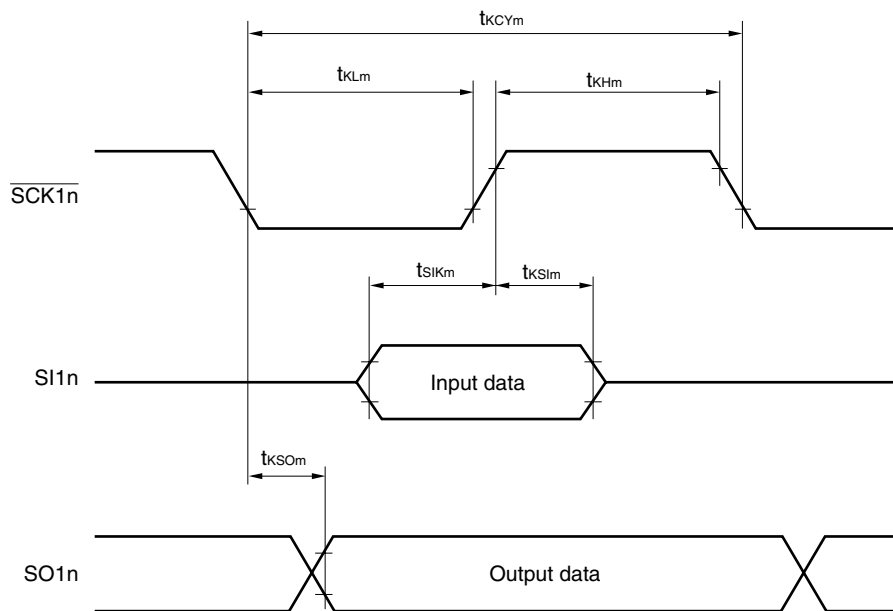 tKCYm
tKLm
tKHm
SCK1n
tSIKm
tKSIm
SI1n
Input data
tKSOm
SO1n
Output data